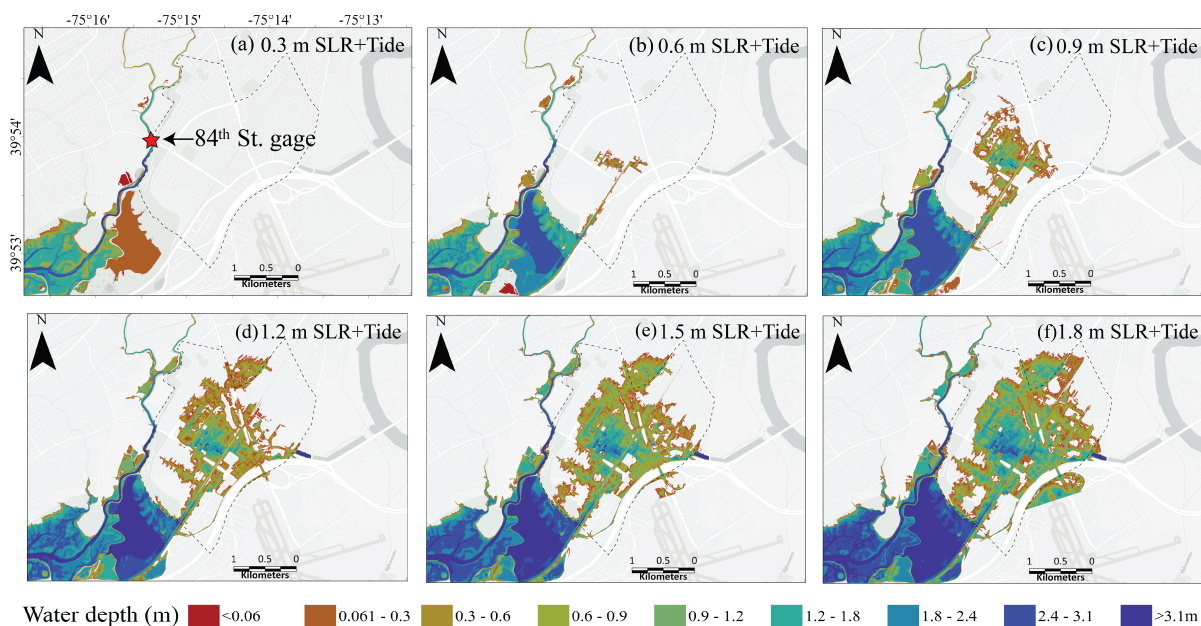 -75°16' -75°15' -75°14' -75°13'
N (a) 0.3 m SLR+Tide
39°54'
84th St. gage
39°53'
1 0.5 0
Kilometers
N (b) 0.6 m SLR+Tide
1 0.5 0
Kilometers
N (c) 0.9 m SLR+Tide
1 0.5 0
Kilometers
N (d) 1.2 m SLR+Tide
1 0.5 0
Kilometers
(e) 1.5 m SLR+Tide
1 0.5 0
Kilometers
N (f) 1.8 m SLR+Tide
1 0.5 0
Kilometers
Water depth (m) <0.06 0.061 - 0.3 0.3 - 0.6 0.6 - 0.9 0.9 - 1.2 1.2 - 1.8 1.8 - 2.4 2.4 - 3.1 >3.1m